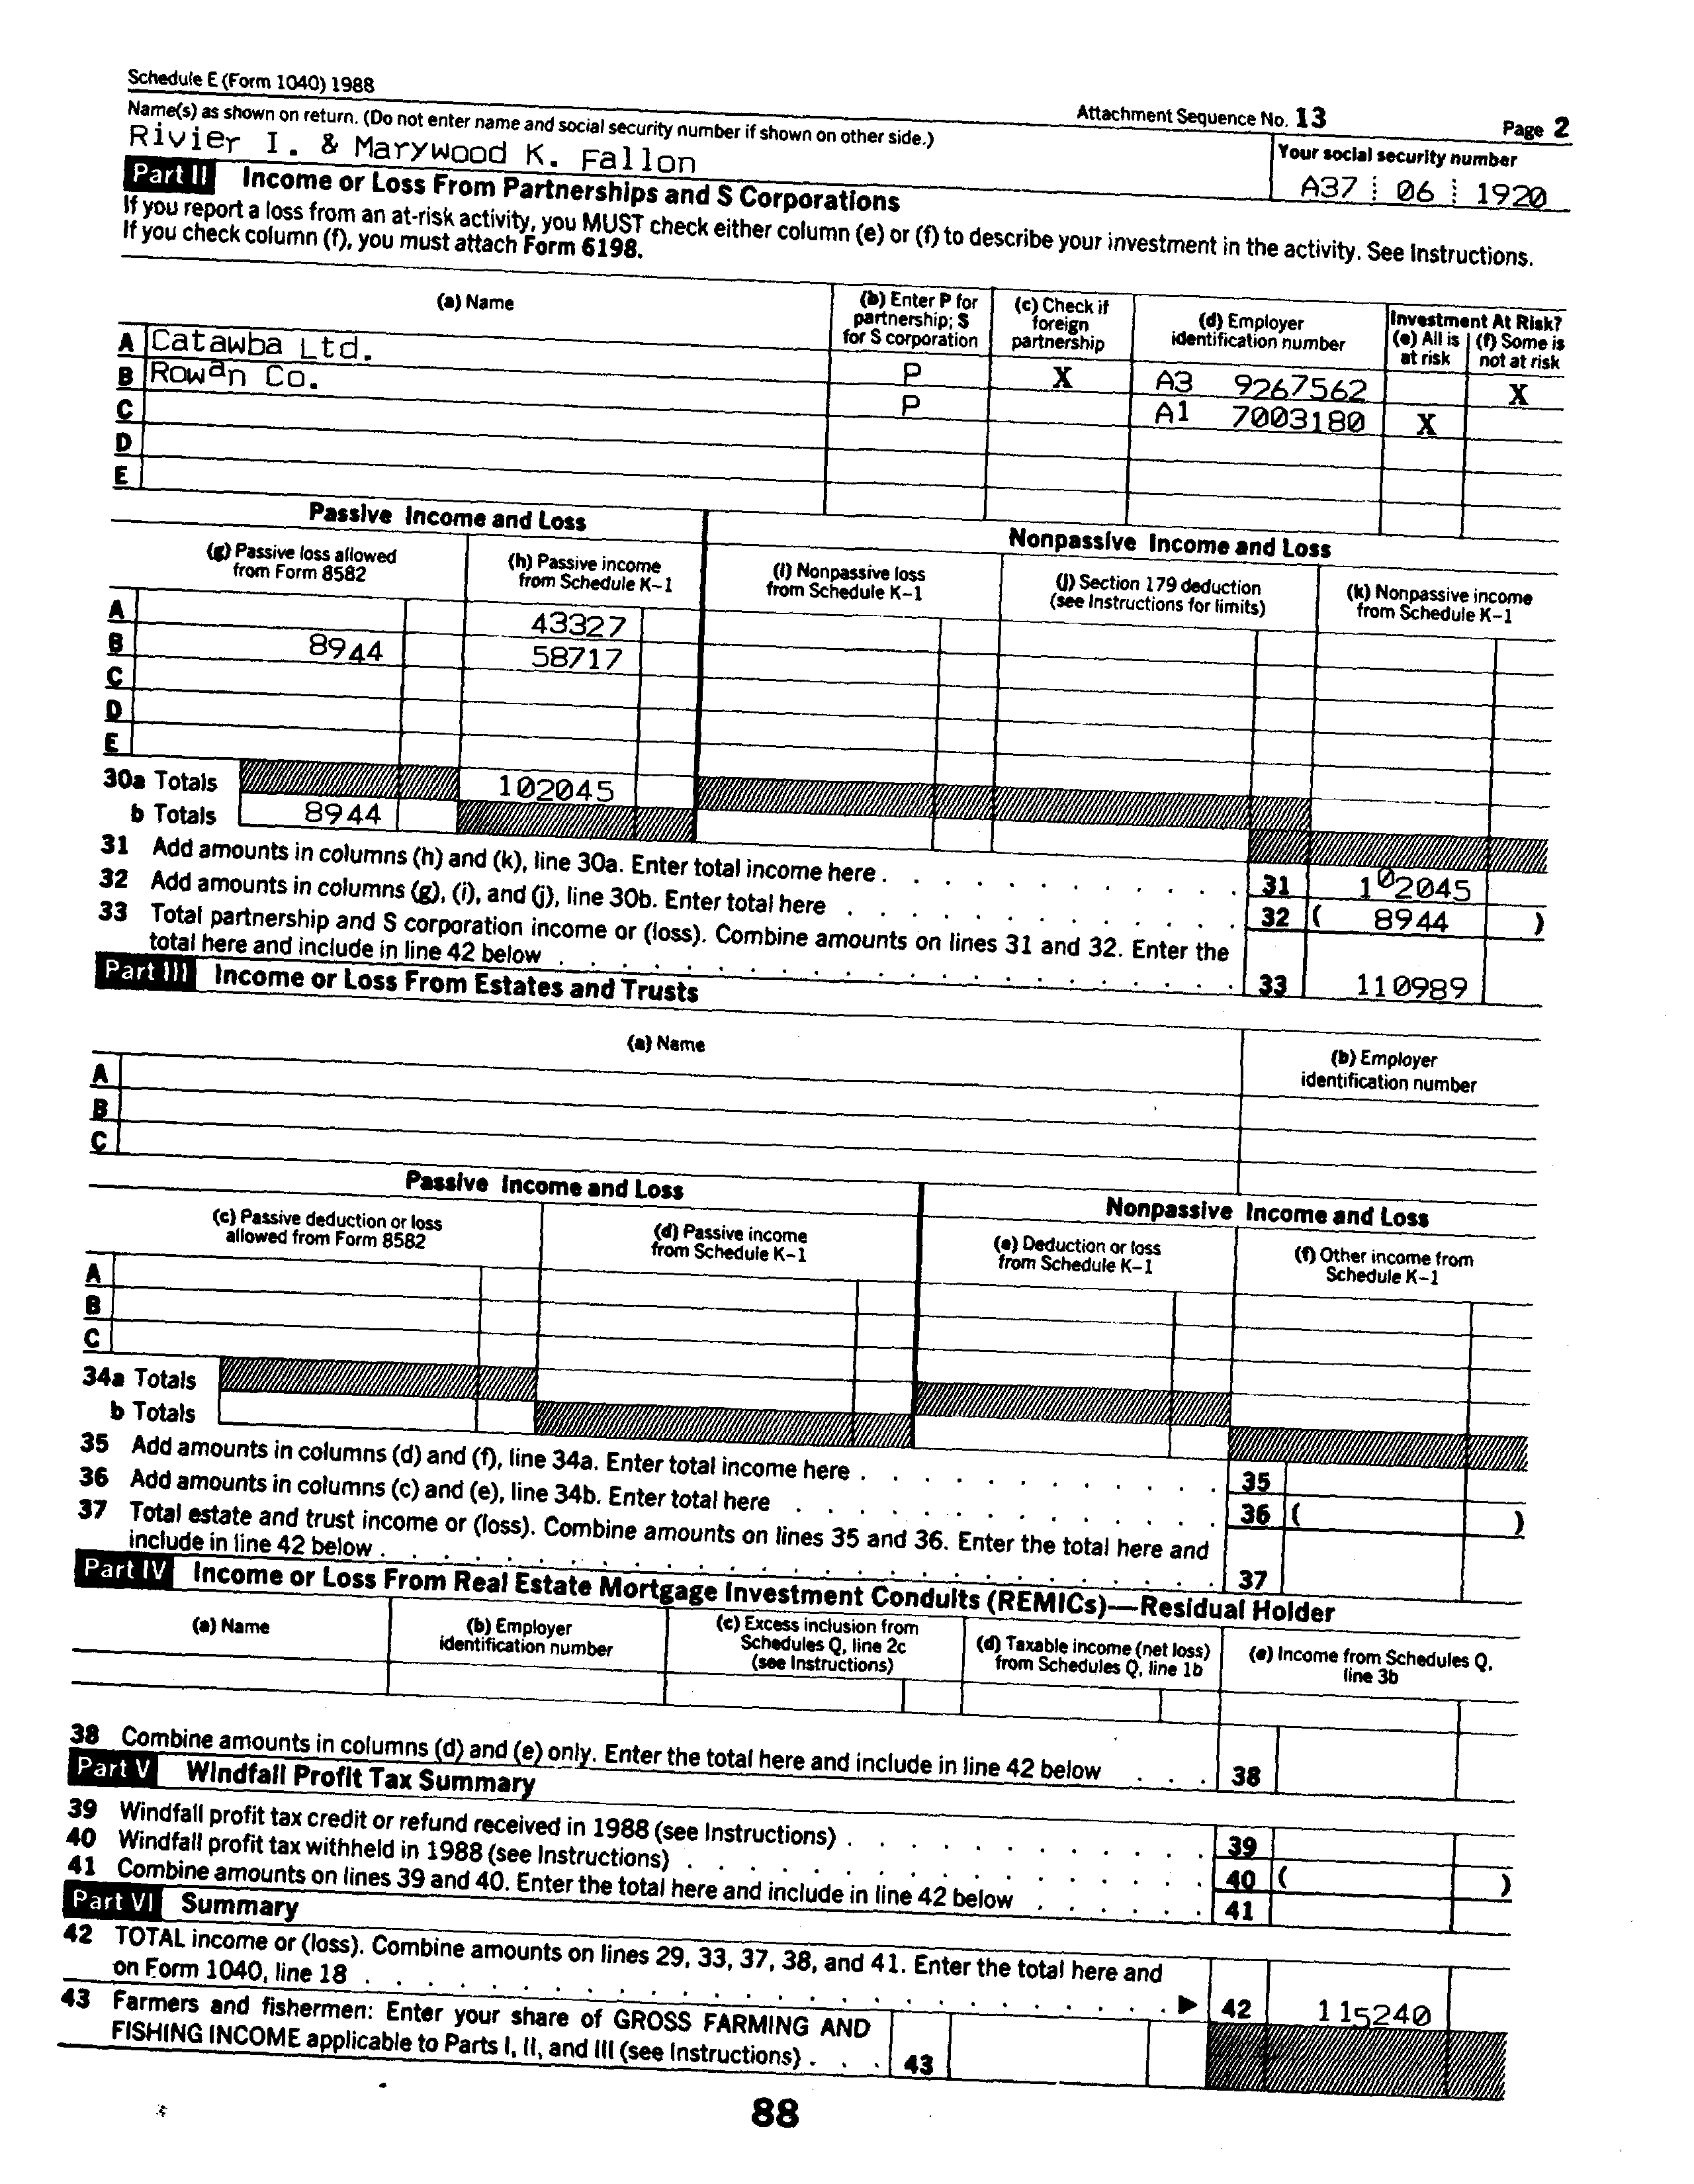 Schedule E (Form 1040) 1988
Attachment Sequence No. 13
Page 2
Name(s) as shown on return. (Do not enter name and social security number if shown on other side.)
Your social security number
Rivier I. & Marywood K. Fallon
A37 06 1920
Part II Income or Loss From Partnerships and S Corporations
If you report a loss from an at-risk activity, you MUST check either column (e) or (f) to describe your investment in the activity. See Instructions.
If you check column (f), you must attach Form 6198.
(a) Name
(b) Enter P for partnership; S for S corporation
(c) Check if foreign partnership
(d) Employer identification number
Investment At Risk?
(e) All is at risk
(f) Some is not at risk
A Catawba Ltd. P X A3 9267562 X
B Rowan Co. P A1 7003180 X
C
D
E
Passive Income and Loss
Nonpassive Income and Loss
(g) Passive loss allowed from Form 8582
(h) Passive income from Schedule K-1
(i) Nonpassive loss from Schedule K-1
(j) Section 179 deduction (see Instructions for limits)
(k) Nonpassive income from Schedule K-1
A 43327
B 8944 58717
C
D
E
30a Totals 102045
b Totals 8944
31 Add amounts in columns (h) and (k), line 30a. Enter total income here . . . . . . . . . . . . 31 102045
32 Add amounts in columns (g), (i), and (j), line 30b. Enter total here . . . . . . . . . . . . . 32 ( 8944 )
33 Total partnership and S corporation income or (loss). Combine amounts on lines 31 and 32. Enter the
total here and include in line 42 below . . . . . . . . . . . . . . . . . . . . . . 33 110989
Part III Income or Loss From Estates and Trusts
(a) Name
(b) Employer identification number
A
B
C
Passive Income and Loss
Nonpassive Income and Loss
(c) Passive deduction or loss allowed from Form 8582
(d) Passive income from Schedule K-1
(e) Deduction or loss from Schedule K-1
(f) Other income from Schedule K-1
A
B
C
34a Totals
b Totals
35 Add amounts in columns (d) and (f), line 34a. Enter total income here . . . . . . . . . . . . 35
36 Add amounts in columns (c) and (e), line 34b. Enter total here . . . . . . . . . . . . . . 36 ( )
37 Total estate and trust income or (loss). Combine amounts on lines 35 and 36. Enter the total here and
include in line 42 below . . . . . . . . . . . . . . . . . . . . . . . . . . . 37
Part IV Income or Loss From Real Estate Mortgage Investment Conduits (REMICs)—Residual Holder
(a) Name
(b) Employer identification number
(c) Excess inclusion from Schedules Q, line 2c (see Instructions)
(d) Taxable income (net loss) from Schedules Q, line 1b
(e) Income from Schedules Q, line 3b
38 Combine amounts in columns (d) and (e) only. Enter the total here and include in line 42 below . . . 38
Part V Windfall Profit Tax Summary
39 Windfall profit tax credit or refund received in 1988 (see Instructions) . . . . . . . . . . . . 39
40 Windfall profit tax withheld in 1988 (see Instructions) . . . . . . . . . . . . . . . . . 40 ( )
41 Combine amounts on lines 39 and 40. Enter the total here and include in line 42 below . . . . . . 41
Part VI Summary
42 TOTAL income or (loss). Combine amounts on lines 29, 33, 37, 38, and 41. Enter the total here and
on Form 1040, line 18 . . . . . . . . . . . . . . . . . . . . . . . . . . ▶ 42 115240
43 Farmers and fishermen: Enter your share of GROSS FARMING AND
FISHING INCOME applicable to Parts I, II, and III (see Instructions) . . . 43
88